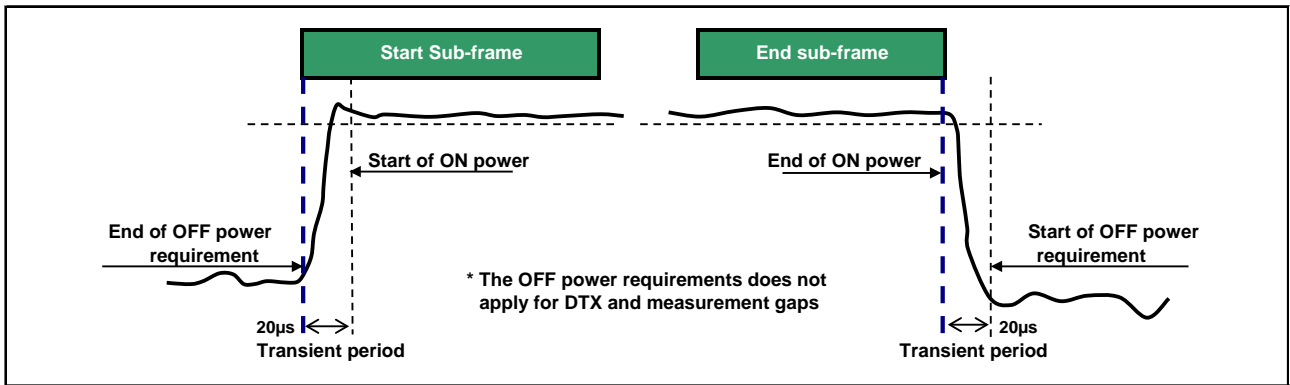 Start Sub-frame
End sub-frame
Start of ON power
End of ON power
End of OFF power
requirement
Start of OFF power
requirement
* The OFF power requirements does not
apply for DTX and measurement gaps
20µs
Transient period
20µs
Transient period